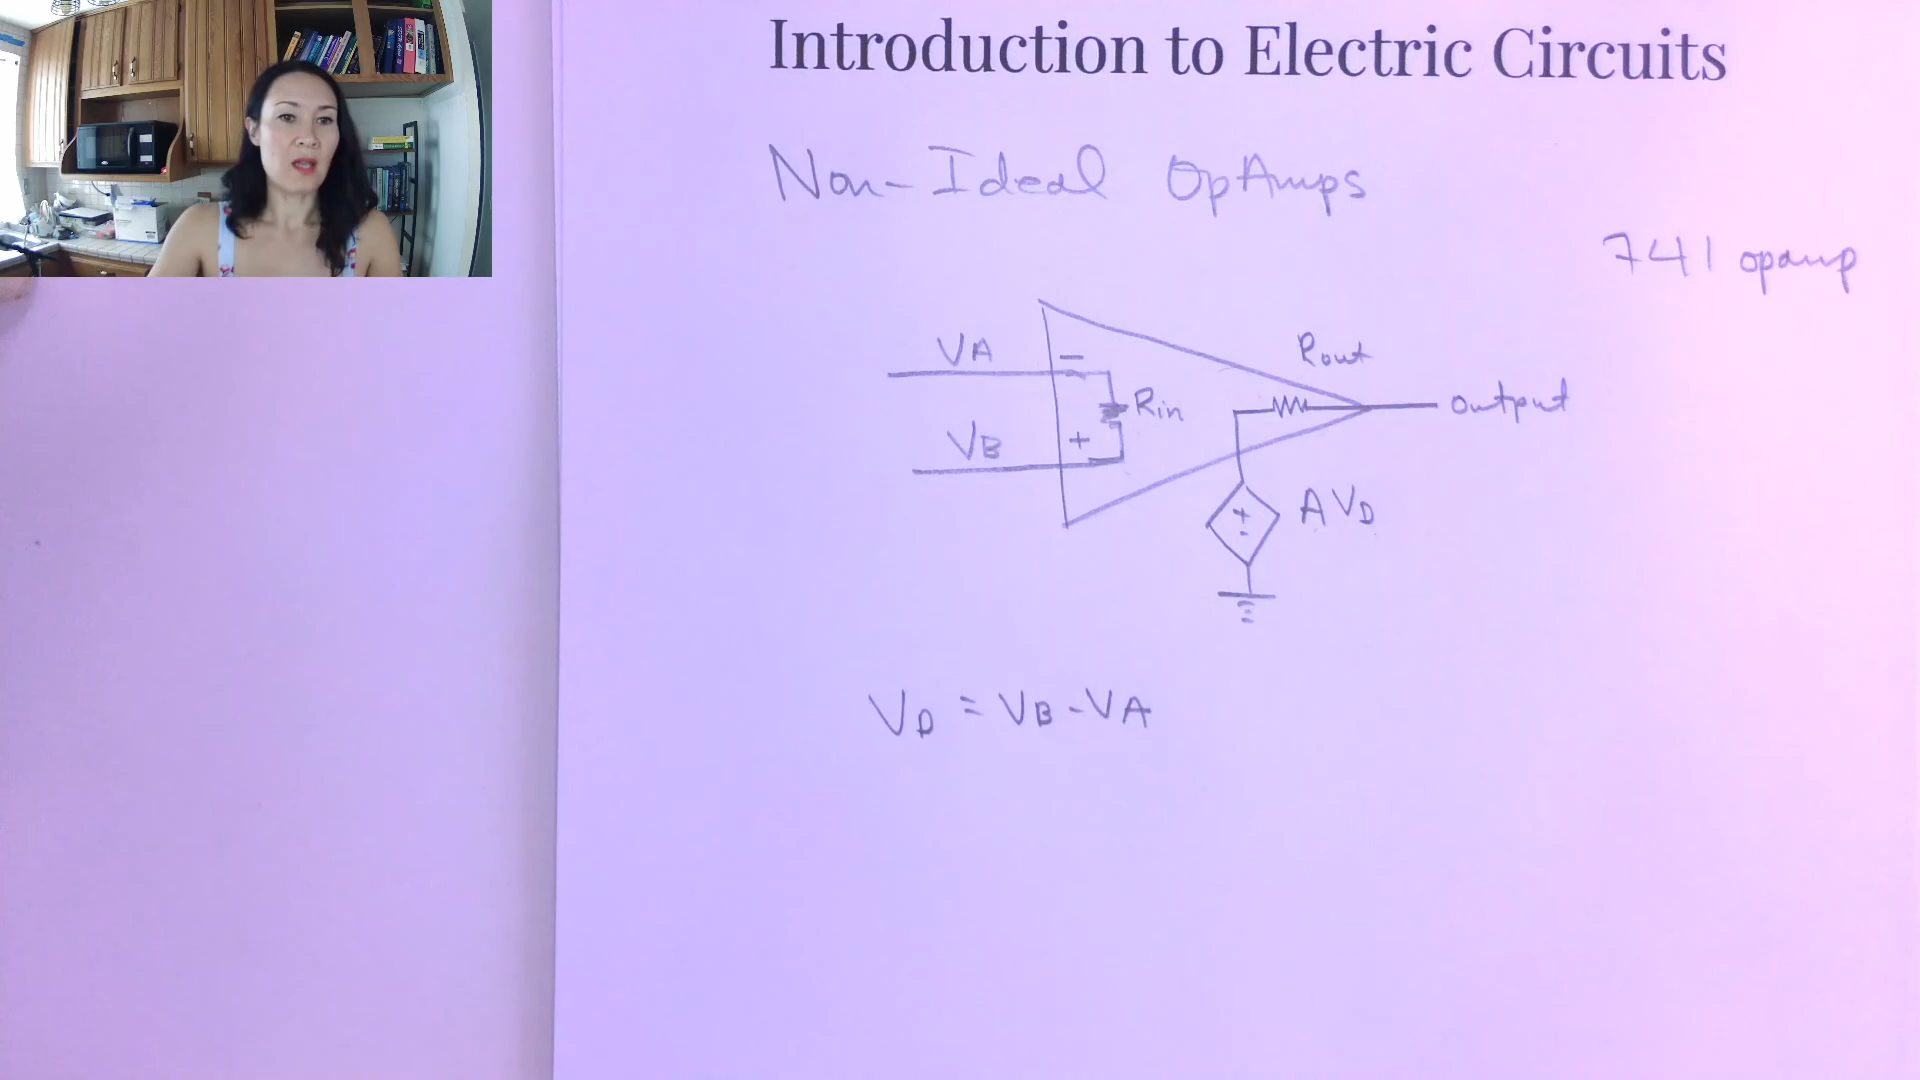 Introduction to Electric Circuits
Non-Ideal OpAmps
741 opamp
VA
-
Rin
VB
+
Rout
output
+
-
AVD
VD = VB - VA